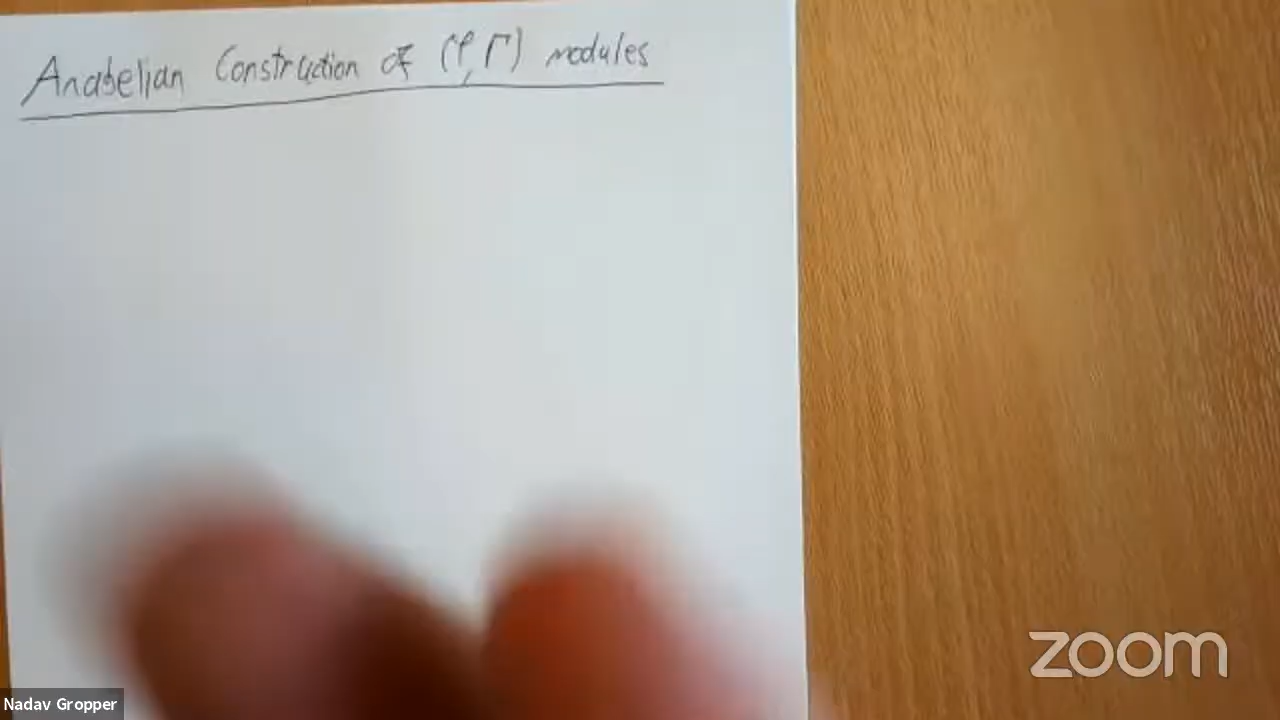 Anabelian Construction of (φ,Γ) modules
zoom
Nadav Gropper